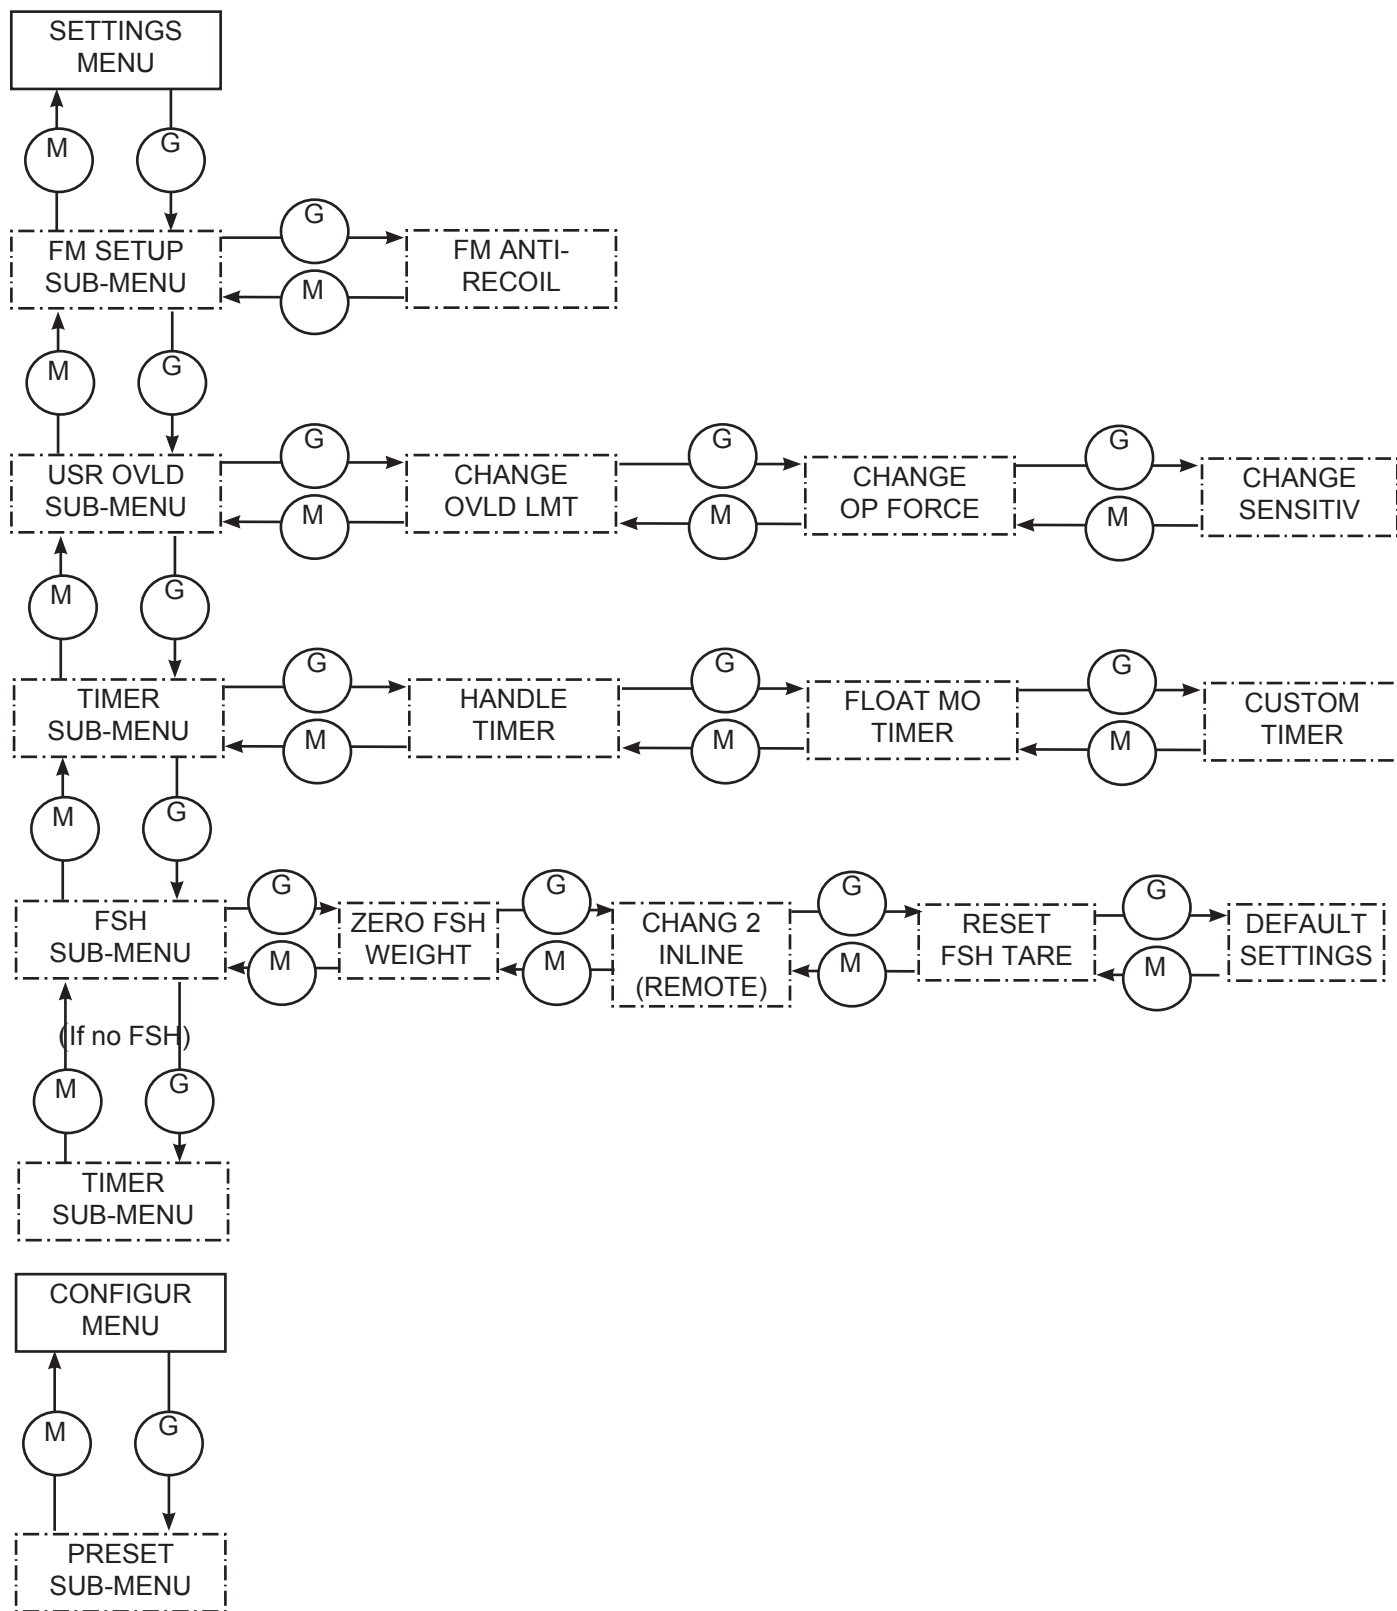 SETTINGS
MENU
M
G
FM SETUP
SUB-MENU
G
M
FM ANTI-
RECOIL
M
G
USR OVLD
SUB-MENU
G
M
CHANGE
OVLD LMT
G
M
CHANGE
OP FORCE
G
M
CHANGE
SENSITIV
M
G
TIMER
SUB-MENU
G
M
HANDLE
TIMER
G
M
FLOAT MO
TIMER
G
M
CUSTOM
TIMER
M
G
FSH
SUB-MENU
G
M
ZERO FSH
WEIGHT
G
M
CHANG 2
INLINE
(REMOTE)
G
M
RESET
FSH TARE
G
M
DEFAULT
SETTINGS
(If no FSH)
M
G
TIMER
SUB-MENU
CONFIGUR
MENU
M
G
PRESET
SUB-MENU